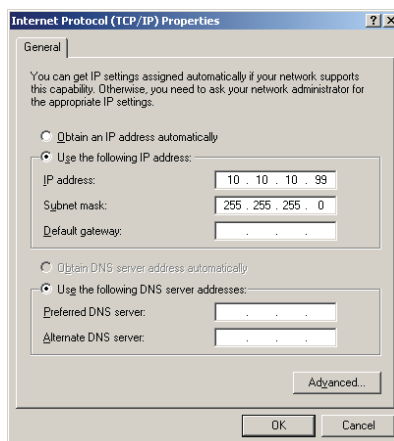 Internet Protocol (TCP/IP) Properties
General
You can get IP settings assigned automatically if your network supports
this capability. Otherwise, you need to ask your network administrator for
the appropriate IP settings.
Obtain an IP address automatically
Use the following IP address:
IP address: 10 . 10 . 10 . 99
Subnet mask: 255 . 255 . 255 . 0
Default gateway: . . .
Obtain DNS server address automatically
Use the following DNS server addresses:
Preferred DNS server: . . .
Alternate DNS server: . . .
Advanced...
OK Cancel